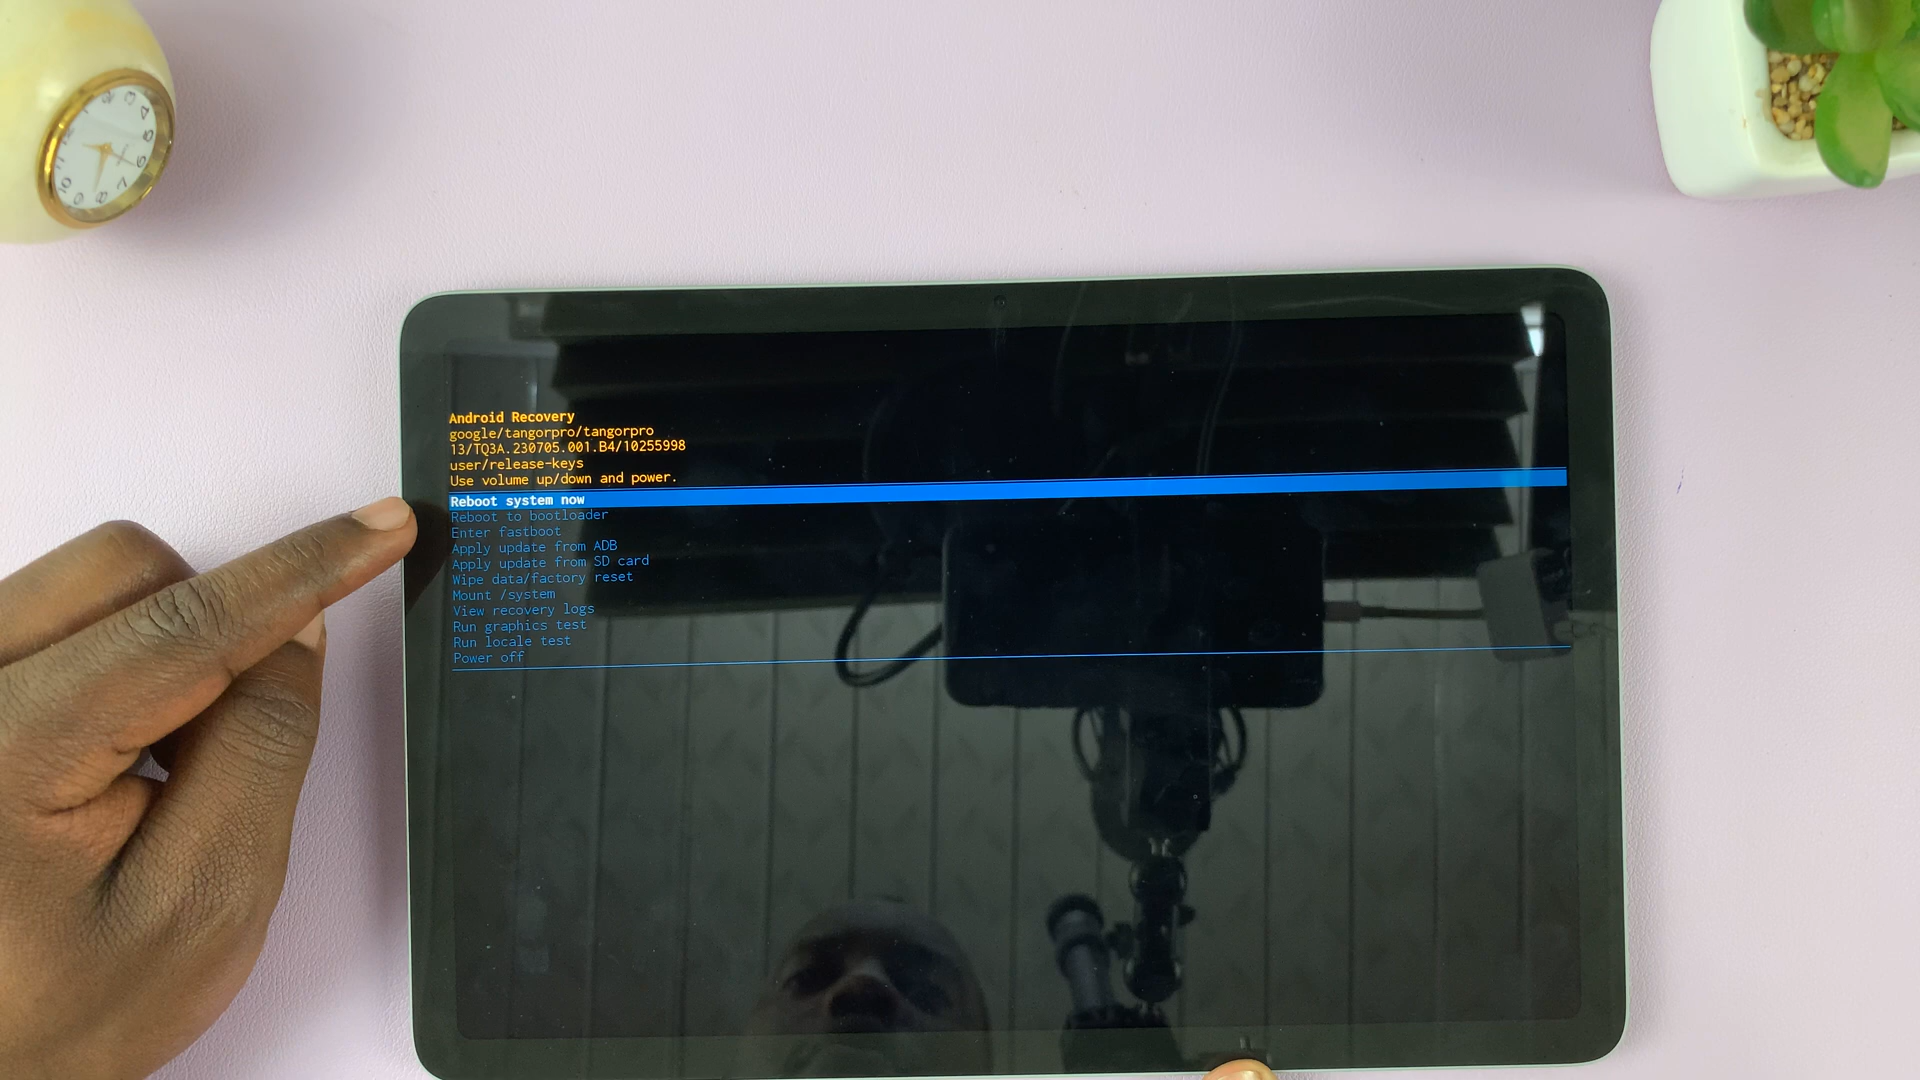 Android Recovery
google/tangorpro/tangorpro
13/TQ3A.230705.001.B4/10255998
user/release-keys
Use volume up/down and power.
Reboot system now
Reboot to bootloader
Enter fastboot
Apply update from ADB
Apply update from SD card
Wipe data/factory reset
Mount /system
View recovery logs
Run graphics test
Run locale test
Power off